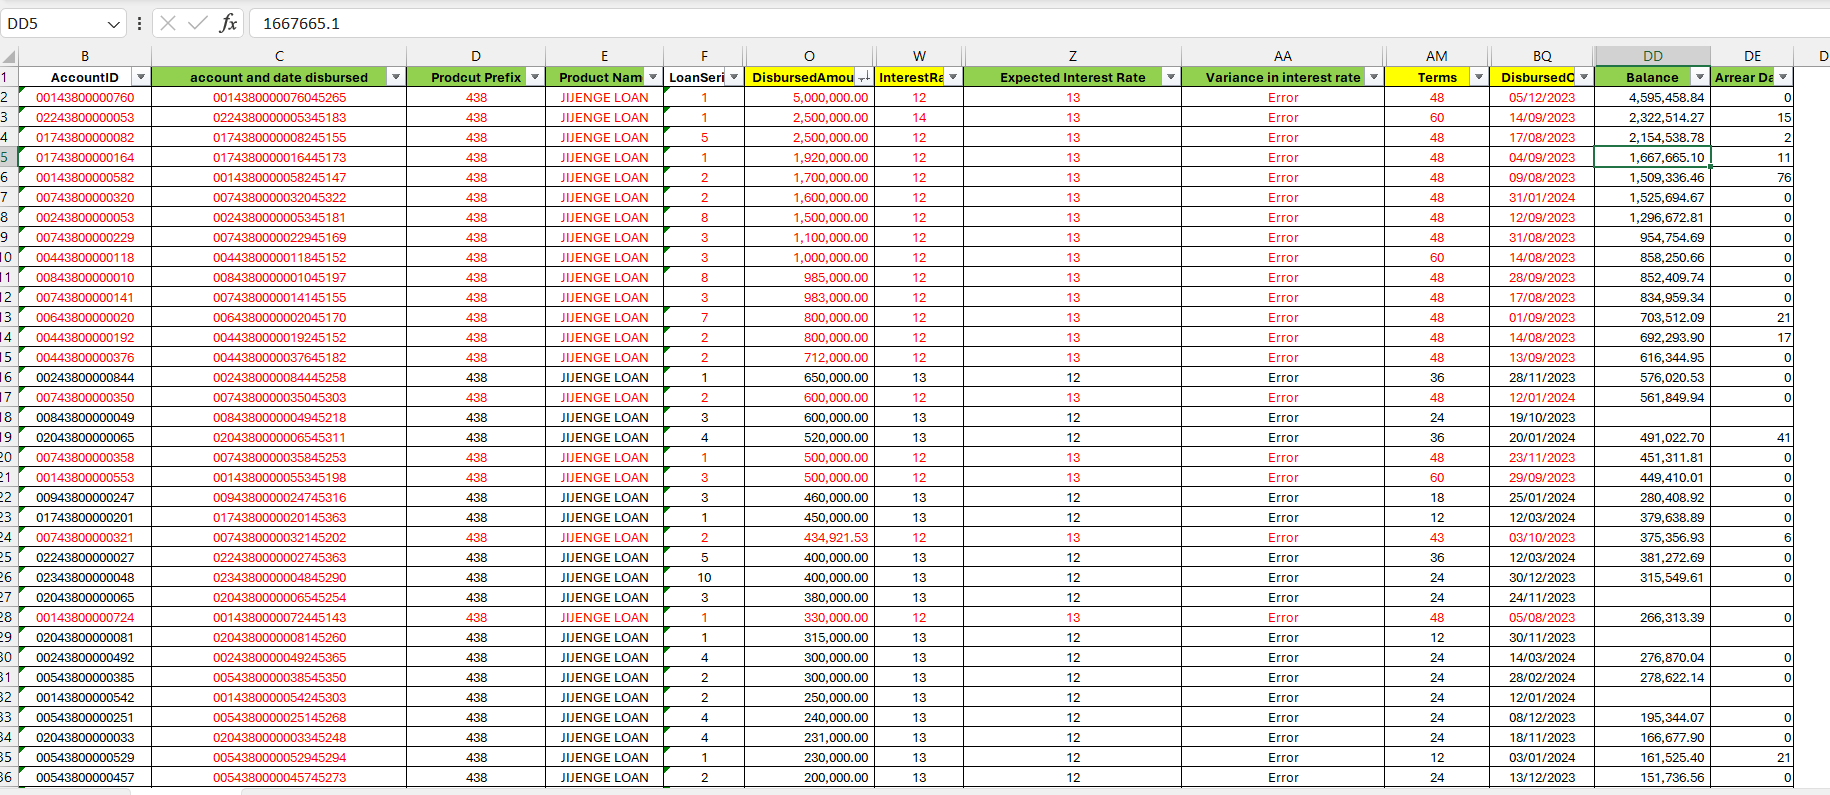 DD5 fx 1667665.1
B C D E F O W Z AA AM BQ DD DE D
1 AccountID account and date disbursed Prodcut Prefix Product Nam LoanSeri DisbursedAmou InterestRa Expected Interest Rate Variance in interest rate Terms DisbursedO Balance Arrear Da
2 00143800000760 0014380000076045265 438 JIJENGE LOAN 1 5,000,000.00 12 13 Error 48 05/12/2023 4,595,458.84 0
3 02243800000053 0224380000005345183 438 JIJENGE LOAN 1 2,500,000.00 14 13 Error 60 14/09/2023 2,322,514.27 15
4 01743800000082 0174380000008245155 438 JIJENGE LOAN 5 2,500,000.00 12 13 Error 48 17/08/2023 2,154,538.78 2
5 01743800000164 0174380000016445173 438 JIJENGE LOAN 1 1,920,000.00 12 13 Error 48 04/09/2023 1,667,665.10 11
6 00143800000582 0014380000058245147 438 JIJENGE LOAN 2 1,700,000.00 12 13 Error 48 09/08/2023 1,509,336.46 76
7 00743800000320 0074380000032045322 438 JIJENGE LOAN 2 1,600,000.00 12 13 Error 48 31/01/2024 1,525,694.67 0
8 00243800000053 0024380000005345181 438 JIJENGE LOAN 8 1,500,000.00 12 13 Error 48 12/09/2023 1,296,672.81 0
9 00743800000229 0074380000022945169 438 JIJENGE LOAN 3 1,100,000.00 12 13 Error 48 31/08/2023 954,754.69 0
10 00443800000118 0044380000011845152 438 JIJENGE LOAN 3 1,000,000.00 12 13 Error 60 14/08/2023 858,250.66 0
11 00843800000010 0084380000001045197 438 JIJENGE LOAN 8 985,000.00 12 13 Error 48 28/09/2023 852,409.74 0
12 00743800000141 0074380000014145155 438 JIJENGE LOAN 3 983,000.00 12 13 Error 48 17/08/2023 834,959.34 0
13 00643800000020 0064380000002045170 438 JIJENGE LOAN 7 800,000.00 12 13 Error 48 01/09/2023 703,512.09 21
14 00443800000192 0044380000019245152 438 JIJENGE LOAN 2 800,000.00 12 13 Error 48 14/08/2023 692,293.90 17
15 00443800000376 0044380000037645182 438 JIJENGE LOAN 2 712,000.00 12 13 Error 48 13/09/2023 616,344.95 0
16 00243800000844 0024380000084445258 438 JIJENGE LOAN 1 650,000.00 13 12 Error 36 28/11/2023 576,020.53 0
17 00743800000350 0074380000035045303 438 JIJENGE LOAN 2 600,000.00 12 13 Error 48 12/01/2024 561,849.94 0
18 00843800000049 0084380000004945218 438 JIJENGE LOAN 3 600,000.00 13 12 Error 24 19/10/2023
19 02043800000065 0204380000006545311 438 JIJENGE LOAN 4 520,000.00 13 12 Error 36 20/01/2024 491,022.70 41
20 00743800000358 0074380000035845253 438 JIJENGE LOAN 1 500,000.00 12 13 Error 48 23/11/2023 451,311.81 0
21 00143800000553 0014380000055345198 438 JIJENGE LOAN 3 500,000.00 12 13 Error 60 29/09/2023 449,410.01 0
22 00943800000247 0094380000024745316 438 JIJENGE LOAN 3 460,000.00 13 12 Error 18 25/01/2024 280,408.92 0
23 01743800000201 0174380000020145363 438 JIJENGE LOAN 1 450,000.00 13 12 Error 12 12/03/2024 379,638.89 0
24 00743800000321 0074380000032145202 438 JIJENGE LOAN 2 434,921.53 12 13 Error 43 03/10/2023 375,356.93 6
25 02243800000027 0224380000002745363 438 JIJENGE LOAN 5 400,000.00 13 12 Error 36 12/03/2024 381,272.69 0
26 02343800000048 0234380000004845290 438 JIJENGE LOAN 10 400,000.00 13 12 Error 24 30/12/2023 315,549.61 0
27 02043800000065 0204380000006545254 438 JIJENGE LOAN 3 380,000.00 13 12 Error 24 24/11/2023
28 00143800000724 0014380000072445143 438 JIJENGE LOAN 1 330,000.00 12 13 Error 48 05/08/2023 266,313.39 0
29 02043800000081 0204380000008145260 438 JIJENGE LOAN 1 315,000.00 13 12 Error 12 30/11/2023
30 00243800000492 0024380000049245365 438 JIJENGE LOAN 4 300,000.00 13 12 Error 24 14/03/2024 276,870.04 0
31 00543800000385 0054380000038545350 438 JIJENGE LOAN 2 300,000.00 13 12 Error 24 28/02/2024 278,622.14 0
32 00143800000542 0014380000054245303 438 JIJENGE LOAN 2 250,000.00 13 12 Error 24 12/01/2024
33 00543800000251 0054380000025145268 438 JIJENGE LOAN 4 240,000.00 13 12 Error 24 08/12/2023 195,344.07 0
34 02043800000033 0204380000003345248 438 JIJENGE LOAN 4 231,000.00 13 12 Error 24 18/11/2023 166,677.90 0
35 00543800000529 0054380000052945294 438 JIJENGE LOAN 1 230,000.00 13 12 Error 12 03/01/2024 161,525.40 21
36 00543800000457 0054380000045745273 438 JIJENGE LOAN 2 200,000.00 13 12 Error 24 13/12/2023 151,736.56 0